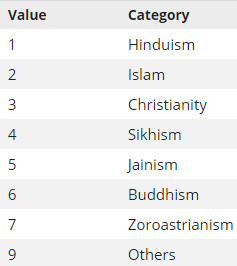 Value Category
1 Hinduism
2 Islam
3 Christianity
4 Sikhism
5 Jainism
6 Buddhism
7 Zoroastrianism
9 Others